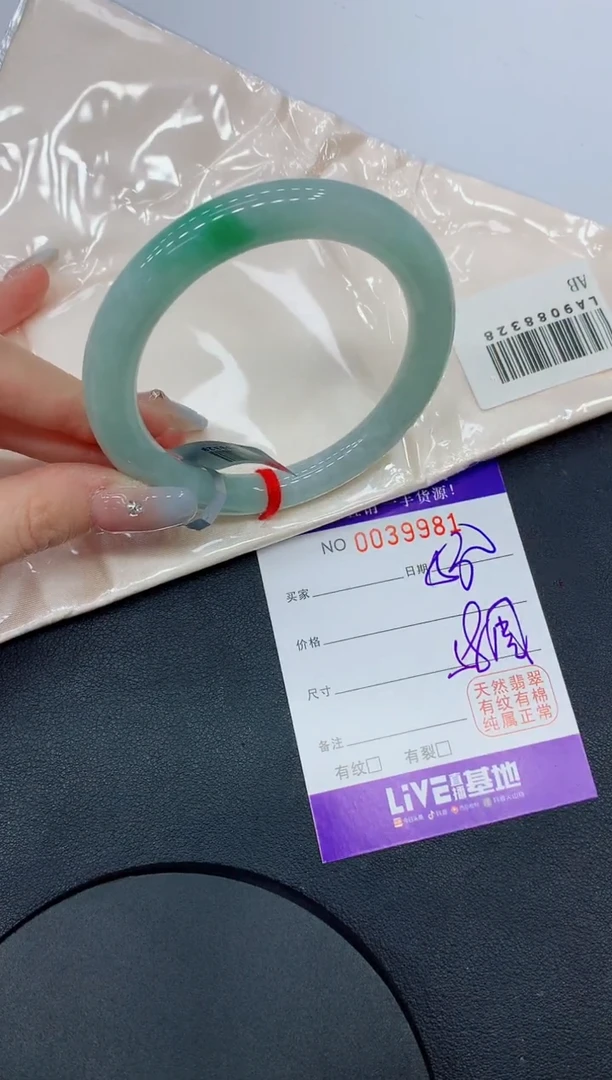 LA9088328
AB
手货源!
NO 0039981
买家
日期
价格
尺寸
天然翡翠
有纹有棉
纯属正常
备注
有纹□ 有裂□
LiVE直播基地